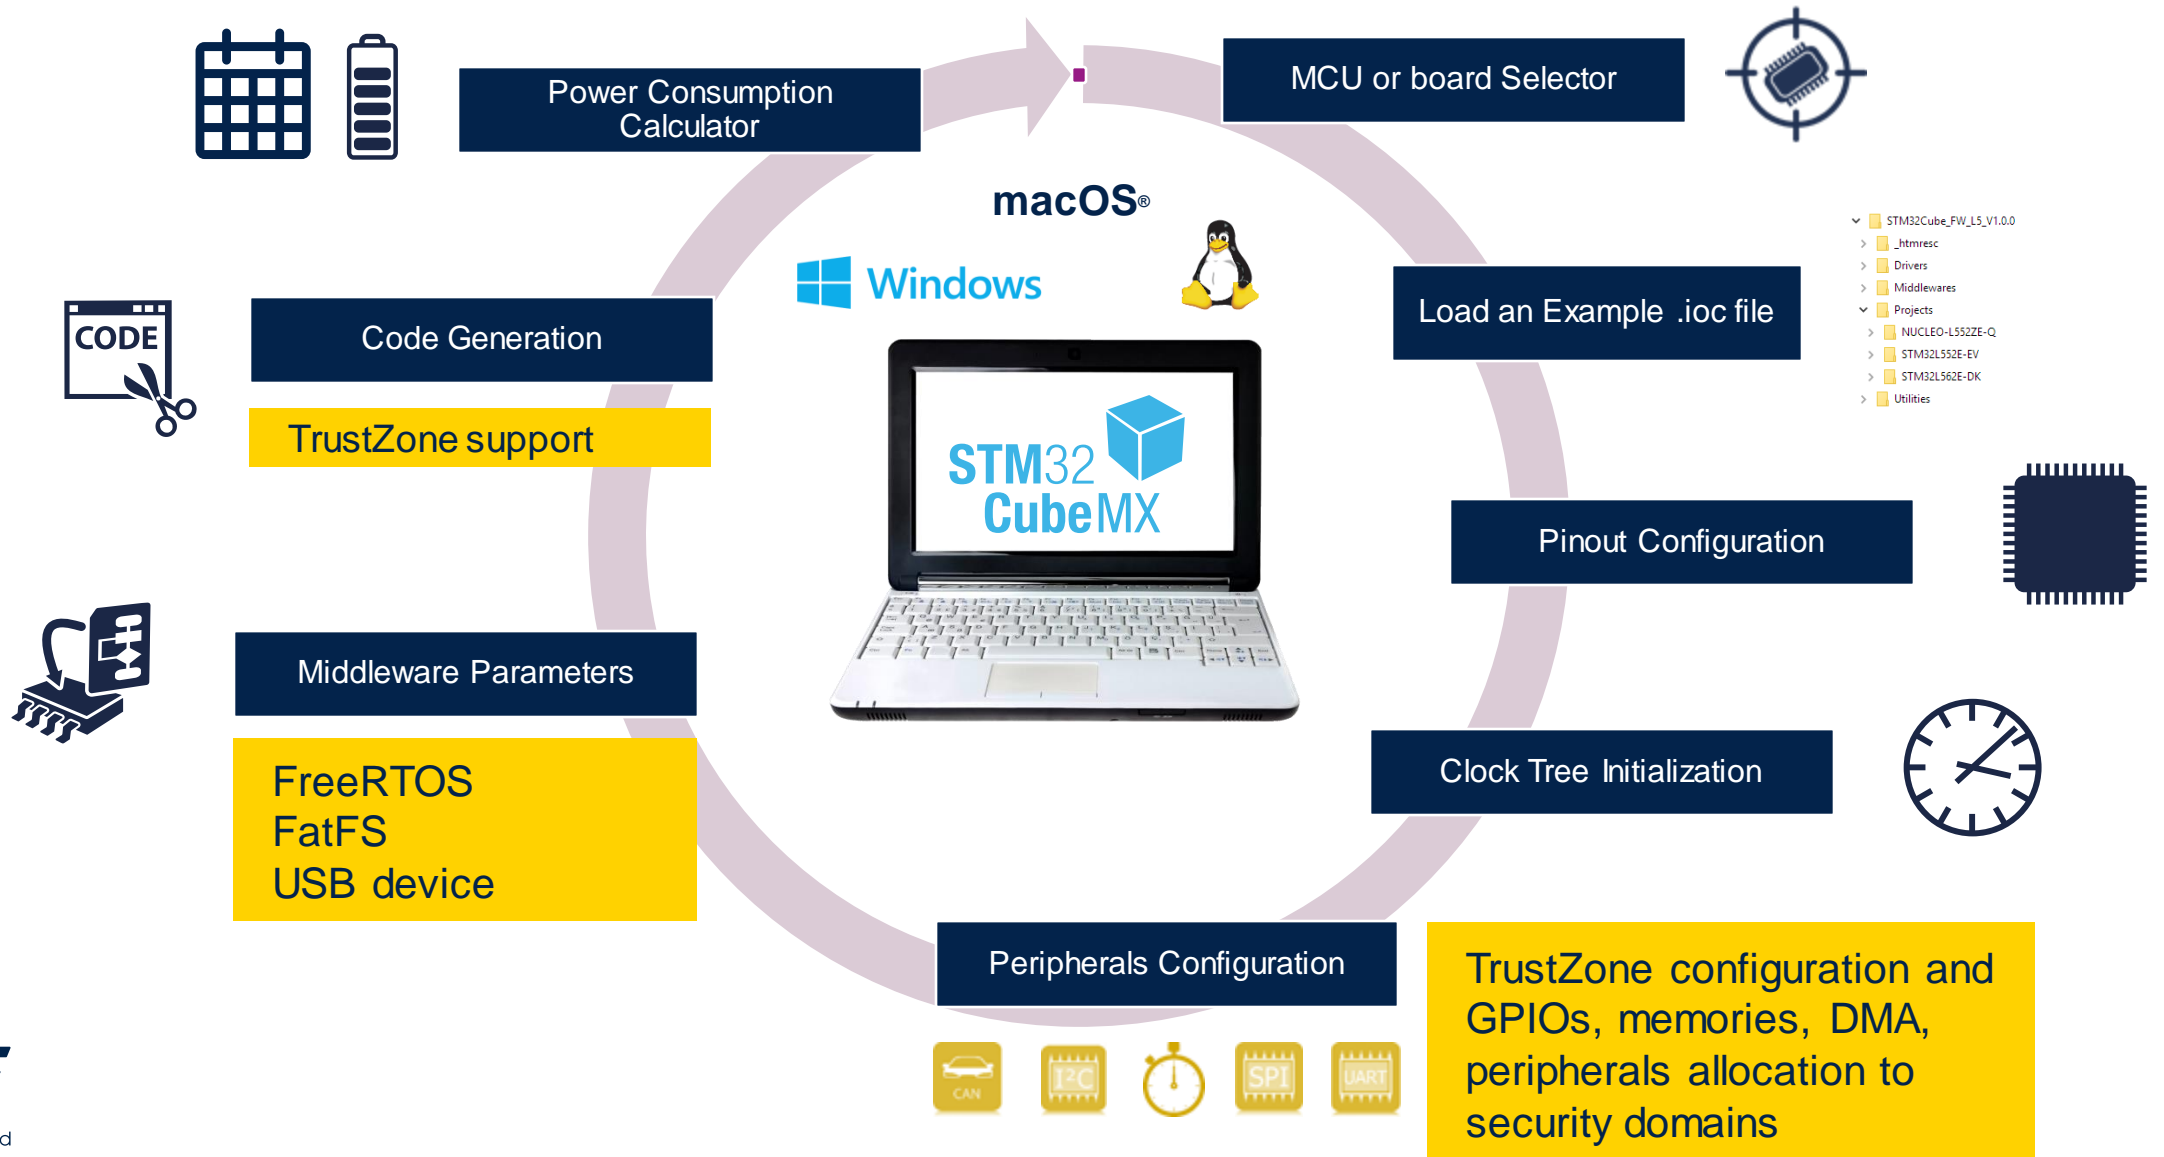 Power Consumption
Calculator
MCU or board Selector
macOS®
Windows
STM32Cube_FW_L5_V1.0.0
_htmresc
Drivers
Middlewares
Projects
NUCLEO-L552ZE-Q
STM32L552E-EV
STM32L562E-DK
Utilities
Load an Example .ioc file
CODE
Code Generation
TrustZone support
STM32
CubeMX
Pinout Configuration
Middleware Parameters
FreeRTOS
FatFS
USB device
Clock Tree Initialization
Peripherals Configuration
CAN
I²C
SPI
UART
TrustZone configuration and
GPIOs, memories, DMA,
peripherals allocation to
security domains
d